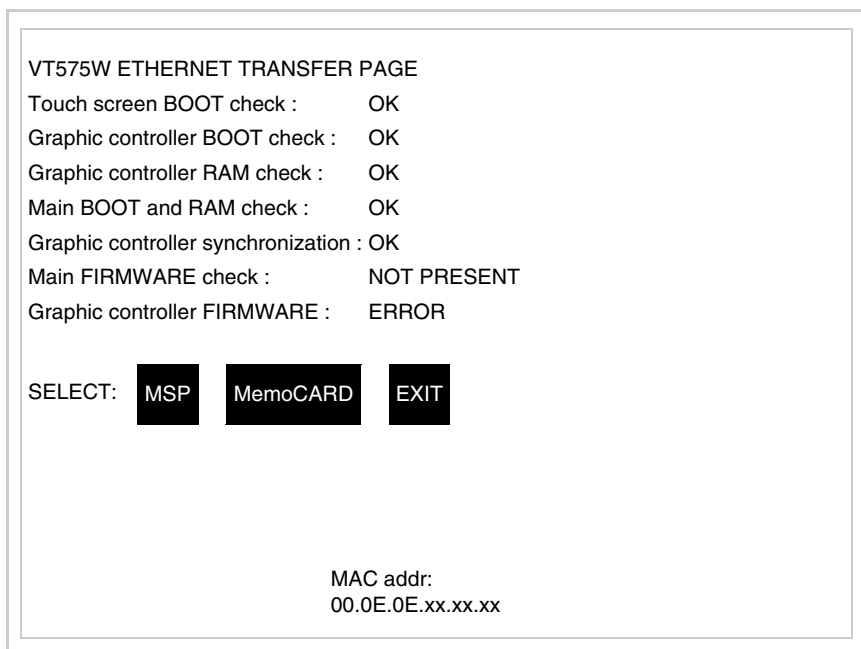 VT575W ETHERNET TRANSFER PAGE
Touch screen BOOT check : OK
Graphic controller BOOT check : OK
Graphic controller RAM check : OK
Main BOOT and RAM check : OK
Graphic controller synchronization : OK
Main FIRMWARE check : NOT PRESENT
Graphic controller FIRMWARE : ERROR
SELECT: MSP MemoCARD EXIT
MAC addr:
00.0E.0E.xx.xx.xx